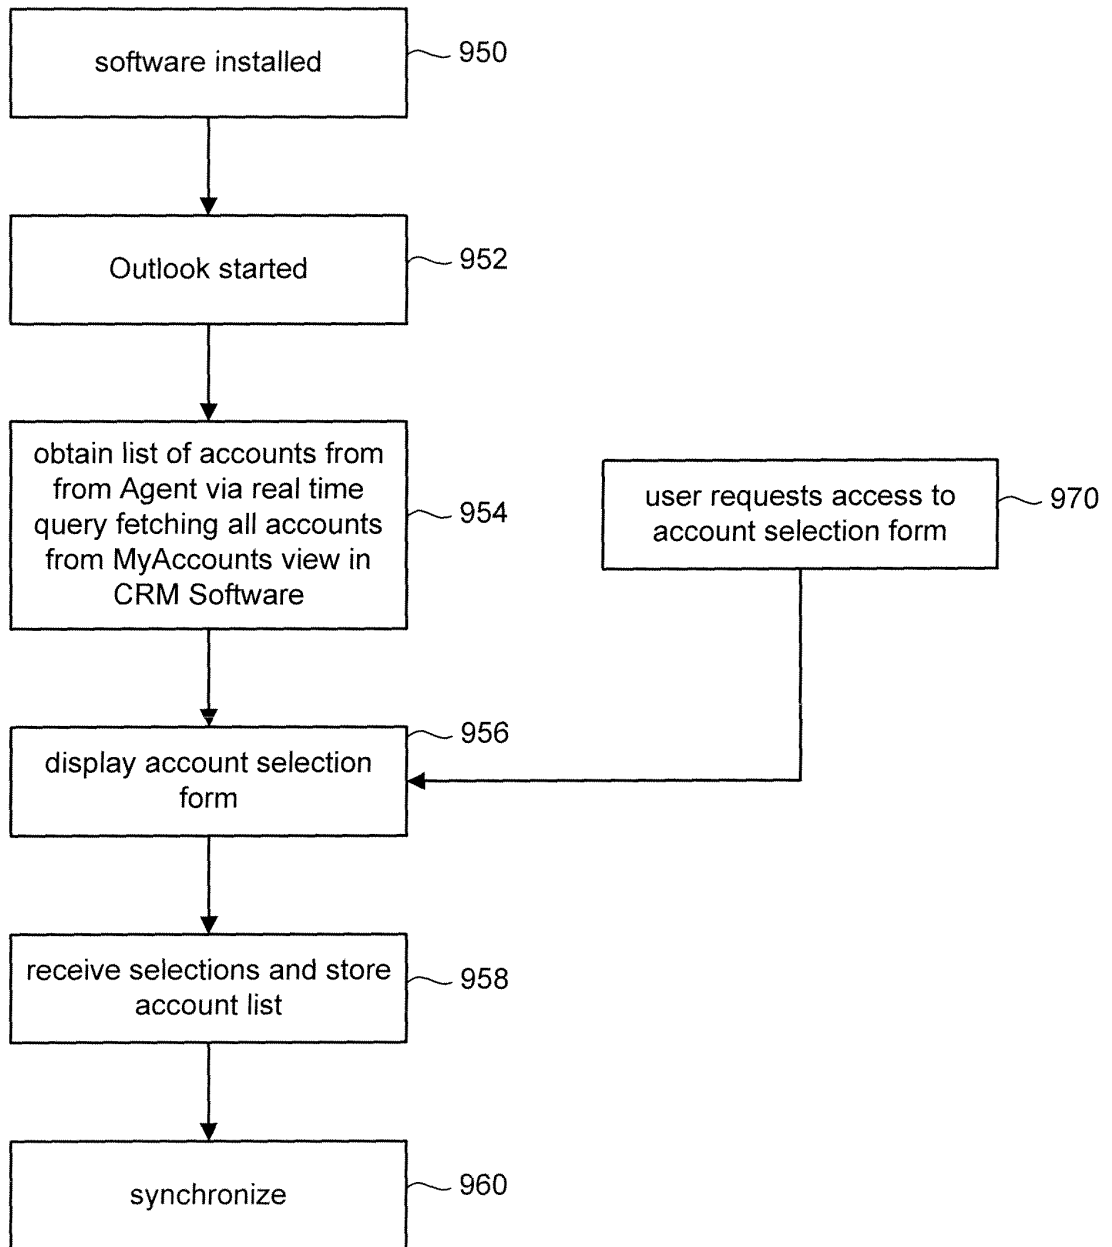 software installed
950
Outlook started
952
obtain list of accounts from
from Agent via real time
query fetching all accounts
from MyAccounts view in
CRM Software
954
user requests access to
account selection form
970
display account selection
form
956
receive selections and store
account list
958
synchronize
960